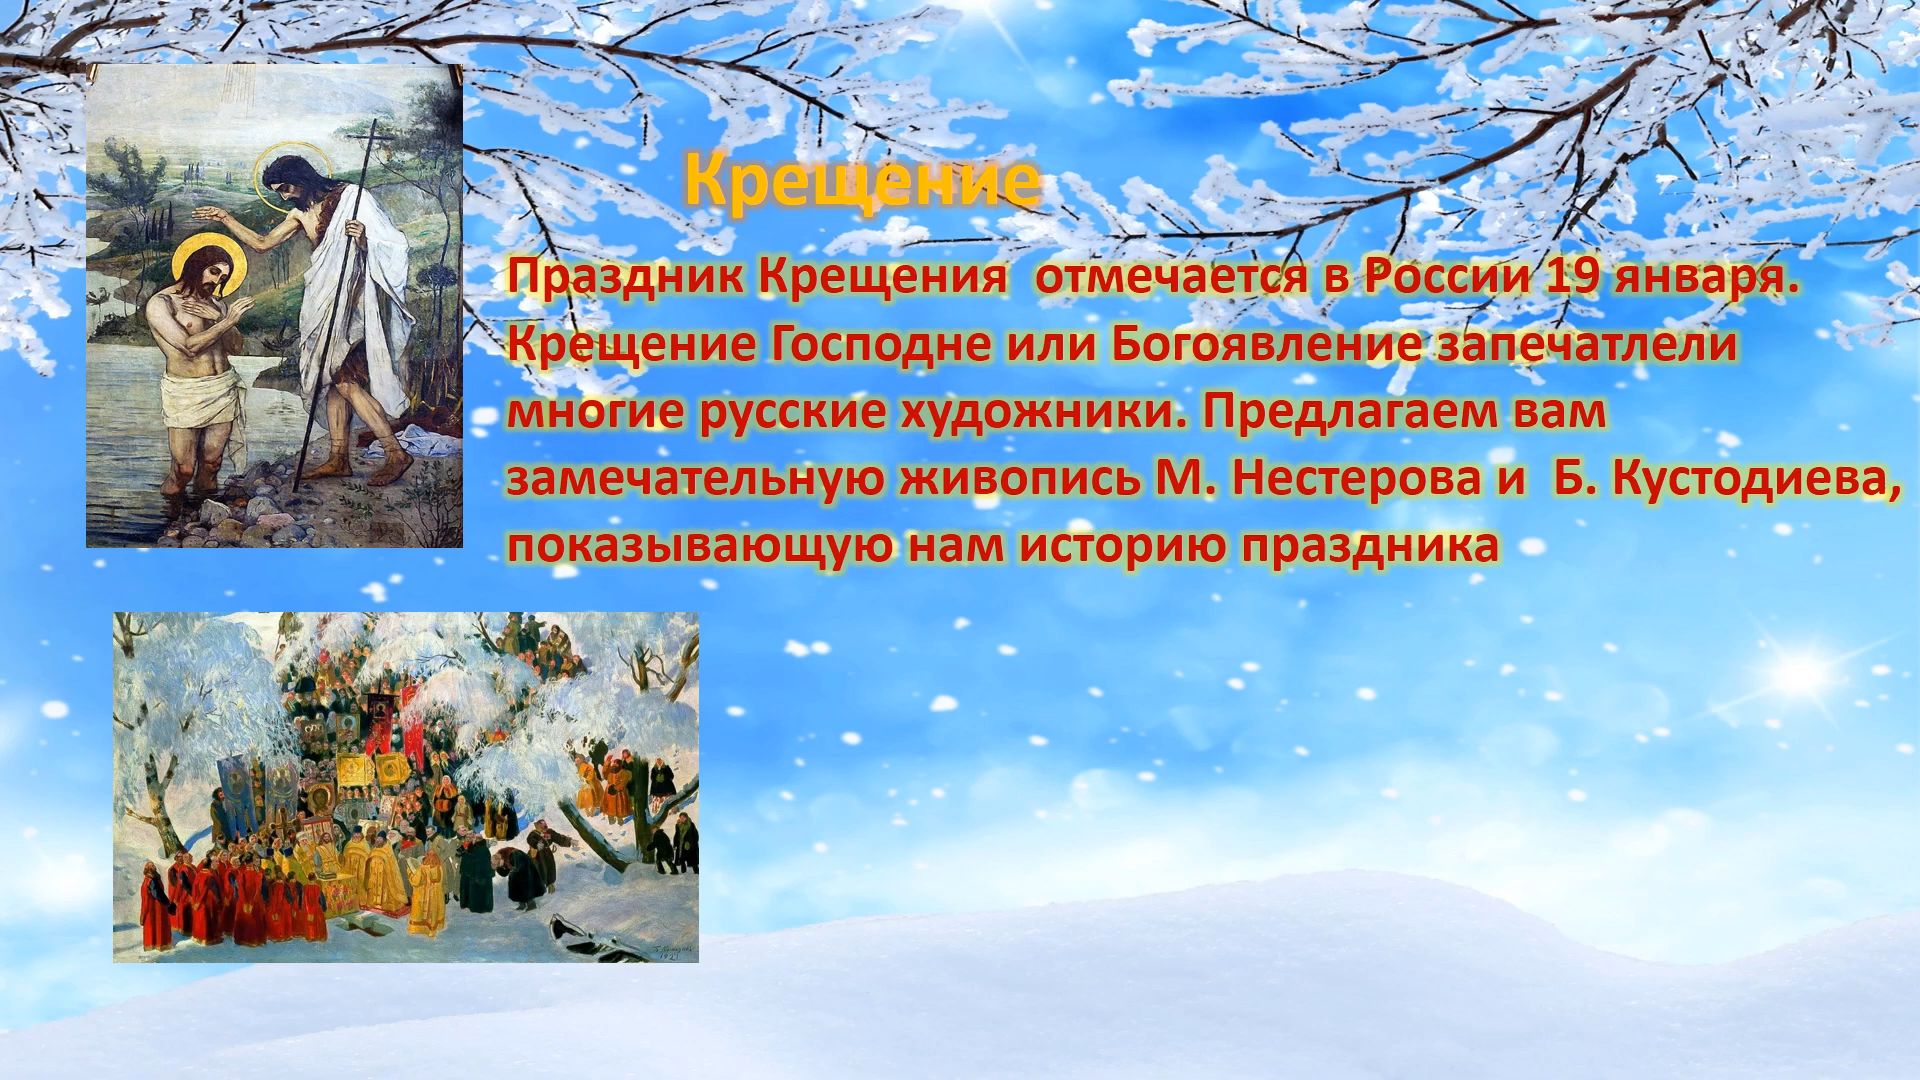 Крещение
Праздник Крещения  отмечается в России 19 января.
Крещение Господне или Богоявление запечатлели
многие русские художники. Предлагаем вам
замечательную живопись М. Нестерова и  Б. Кустодиева,
показывающую нам историю праздника